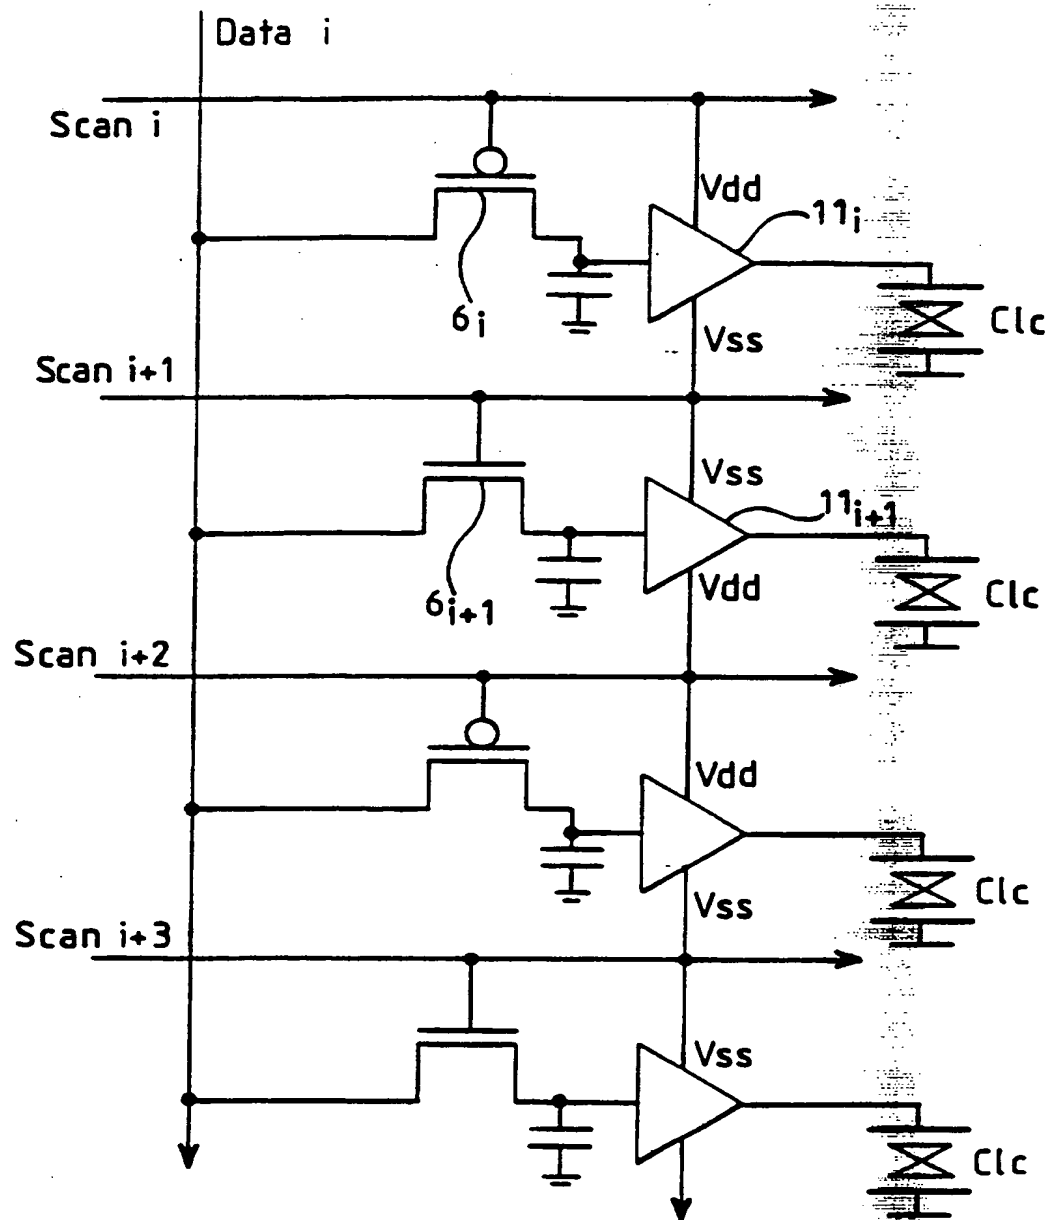 Data i
Scan i
Vdd
11i
6i
Clc
Vss
Scan i+1
Vss
11i+1
6i+1
Vdd
Clc
Scan i+2
Vdd
Clc
Vss
Scan i+3
Vss
Clc